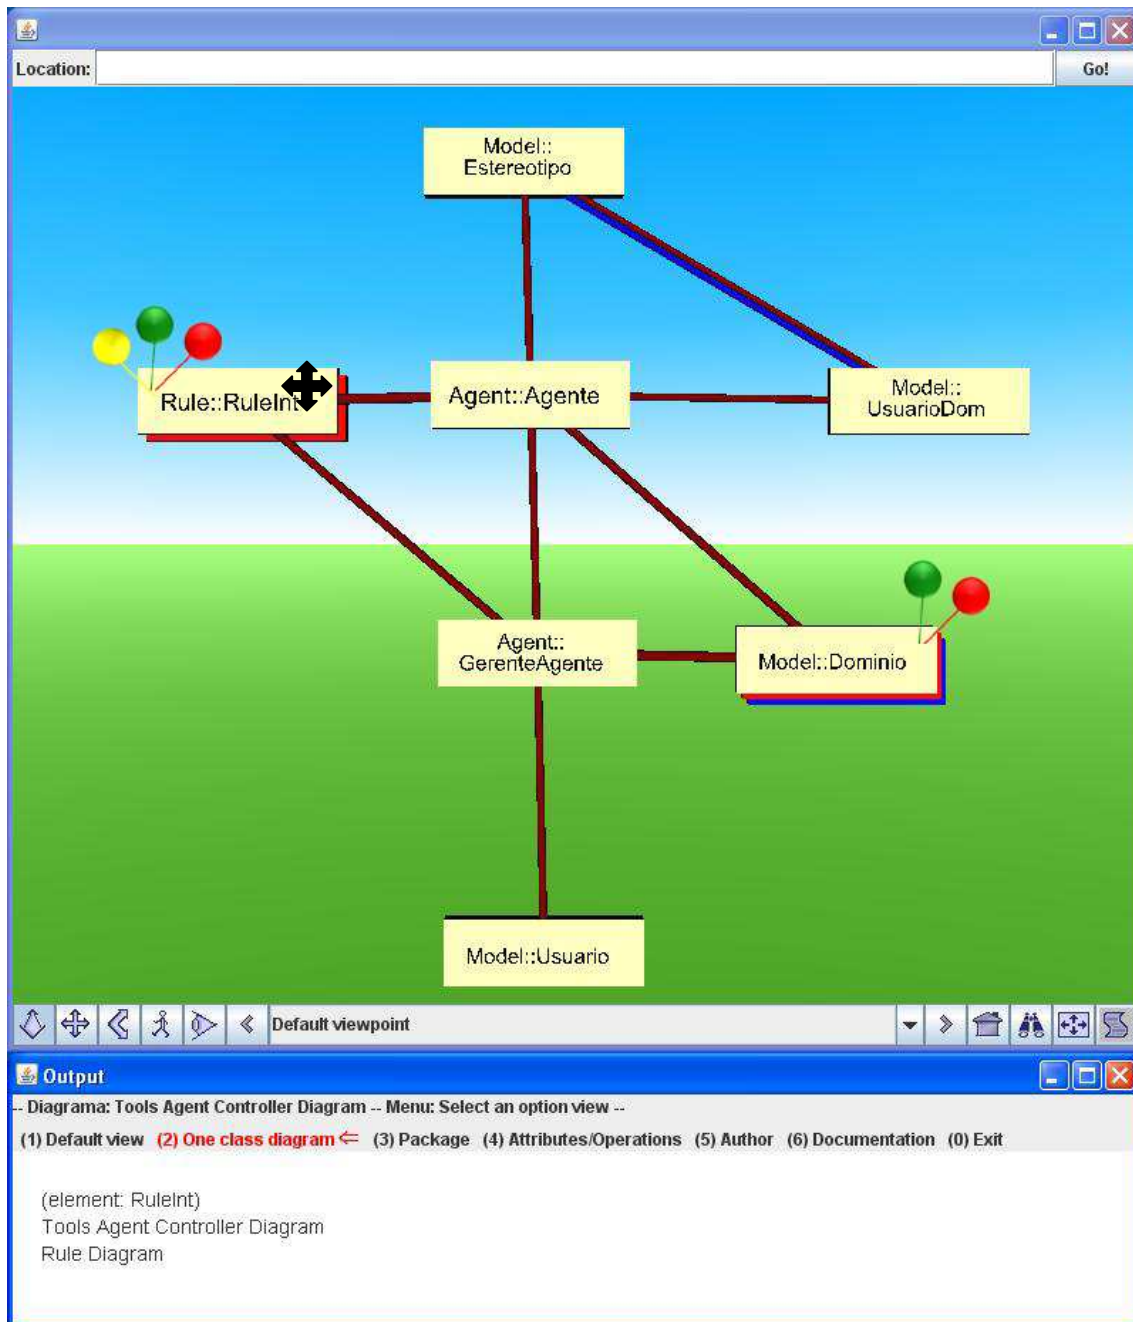 Location:
Go!
Model::
Estereotipo
Rule::RuleInt
Agent::Agente
Model::
UsuarioDom
Agent::
GerenteAgente
Model::Dominio
Model::Usuario
Default viewpoint
Output
-- Diagrama: Tools Agent Controller Diagram -- Menu: Select an option view --
(1) Default view (2) One class diagram ⇐ (3) Package (4) Attributes/Operations (5) Author (6) Documentation (0) Exit
(element: RuleInt)
Tools Agent Controller Diagram
Rule Diagram